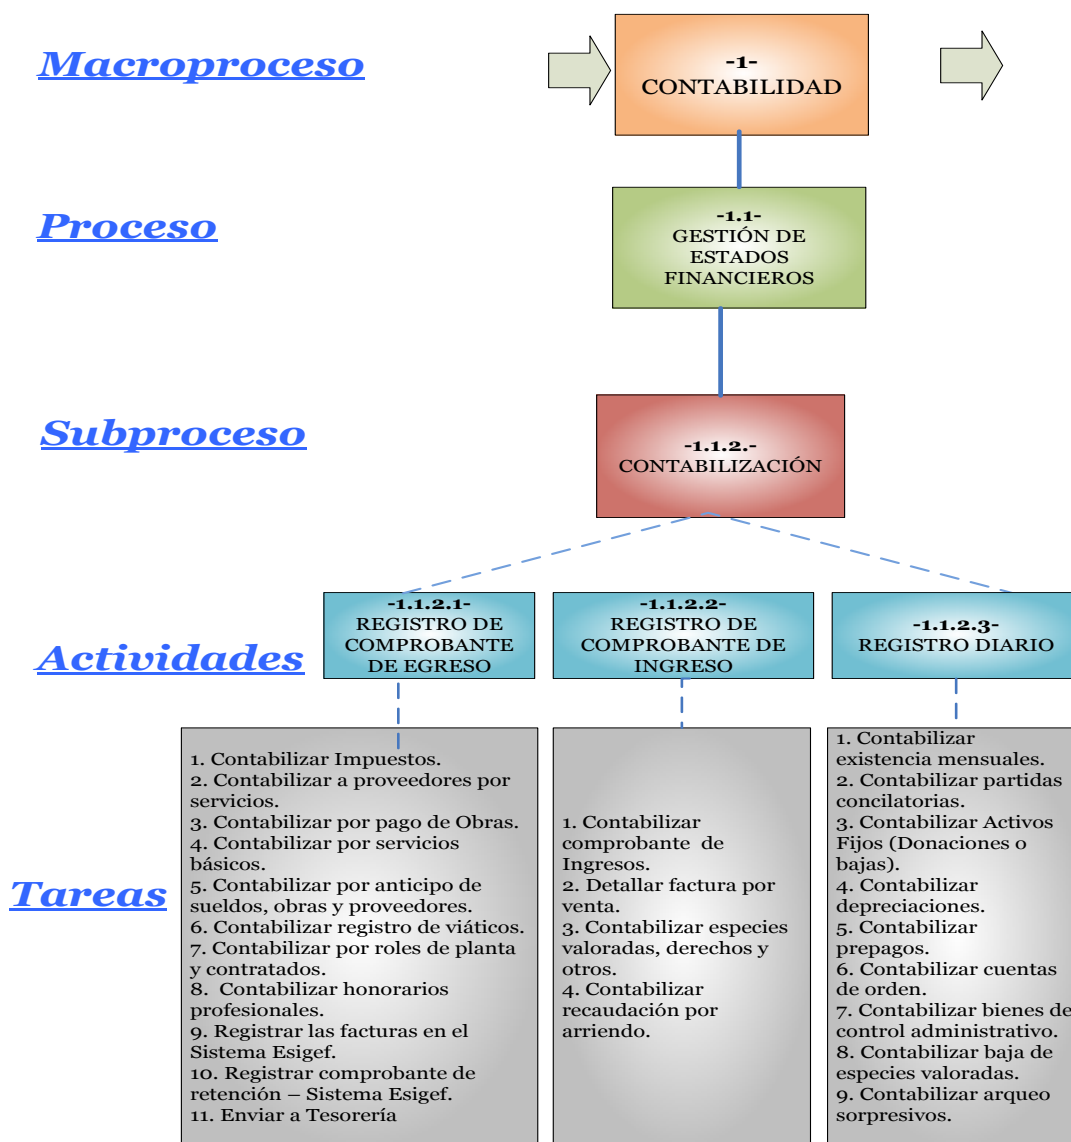 Macroproceso
-1-
CONTABILIDAD
Proceso
-1.1-
GESTIÓN DE
ESTADOS
FINANCIEROS
Subproceso
-1.1.2.-
CONTABILIZACIÓN
Actividades
-1.1.2.1-
REGISTRO DE
COMPROBANTE
DE EGRESO
-1.1.2.2-
REGISTRO DE
COMPROBANTE DE
INGRESO
-1.1.2.3-
REGISTRO DIARIO
Tareas
1. Contabilizar Impuestos.
2. Contabilizar a proveedores por
servicios.
3. Contabilizar por pago de Obras.
4. Contabilizar por servicios
básicos.
5. Contabilizar por anticipo de
sueldos, obras y proveedores.
6. Contabilizar registro de viáticos.
7. Contabilizar por roles de planta
y contratados.
8. Contabilizar honorarios
profesionales.
9. Registrar las facturas en el
Sistema Esigef.
10. Registrar comprobante de
retención – Sistema Esigef.
11. Enviar a Tesorería
1. Contabilizar
comprobante de
Ingresos.
2. Detallar factura por
venta.
3. Contabilizar especies
valoradas, derechos y
otros.
4. Contabilizar
recaudación por
arriendo.
1. Contabilizar
existencia mensuales.
2. Contabilizar partidas
concilatorias.
3. Contabilizar Activos
Fijos (Donaciones o
bajas).
4. Contabilizar
depreciaciones.
5. Contabilizar
prepagos.
6. Contabilizar cuentas
de orden.
7. Contabilizar bienes de
control administrativo.
8. Contabilizar baja de
especies valoradas.
9. Contabilizar arqueo
sorpresivos.